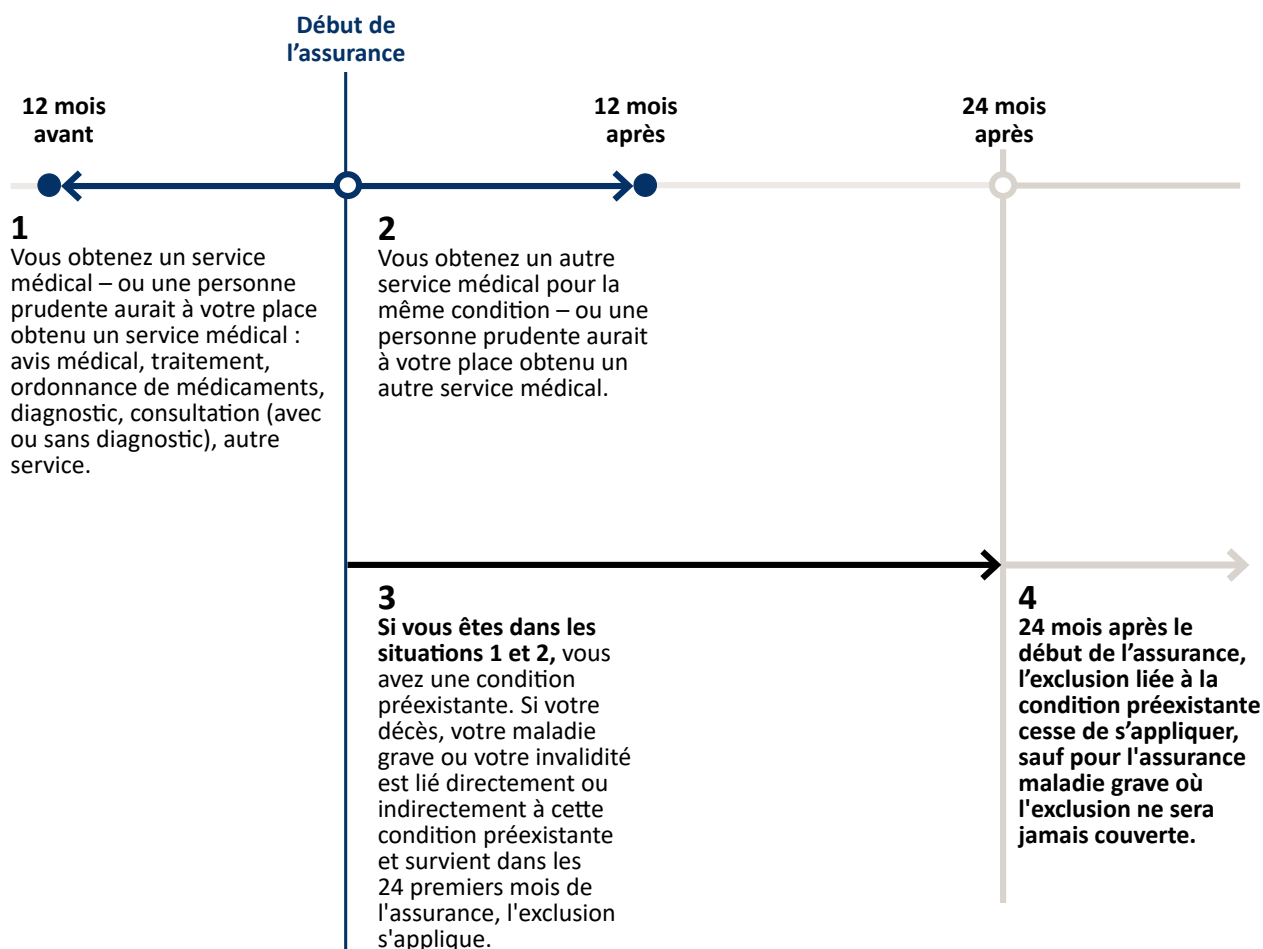 Début de
l’assurance
12 mois
avant
12 mois
après
24 mois
après
1
Vous obtenez un service
médical – ou une personne
prudente aurait à votre place
obtenu un service médical :
avis médical, traitement,
ordonnance de médicaments,
diagnostic, consultation (avec
ou sans diagnostic), autre
service.
2
Vous obtenez un autre
service médical pour la
même condition – ou une
personne prudente aurait
à votre place obtenu un
autre service médical.
3
Si vous êtes dans les
situations 1 et 2, vous
avez une condition
préexistante. Si votre
décès, votre maladie
grave ou votre invalidité
est lié directement ou
indirectement à cette
condition préexistante
et survient dans les
24 premiers mois de
l'assurance, l'exclusion
s'applique.
4
24 mois après le
début de l’assurance,
l’exclusion liée à la
condition préexistante
cesse de s’appliquer,
sauf pour l'assurance
maladie grave où
l'exclusion ne sera
jamais couverte.